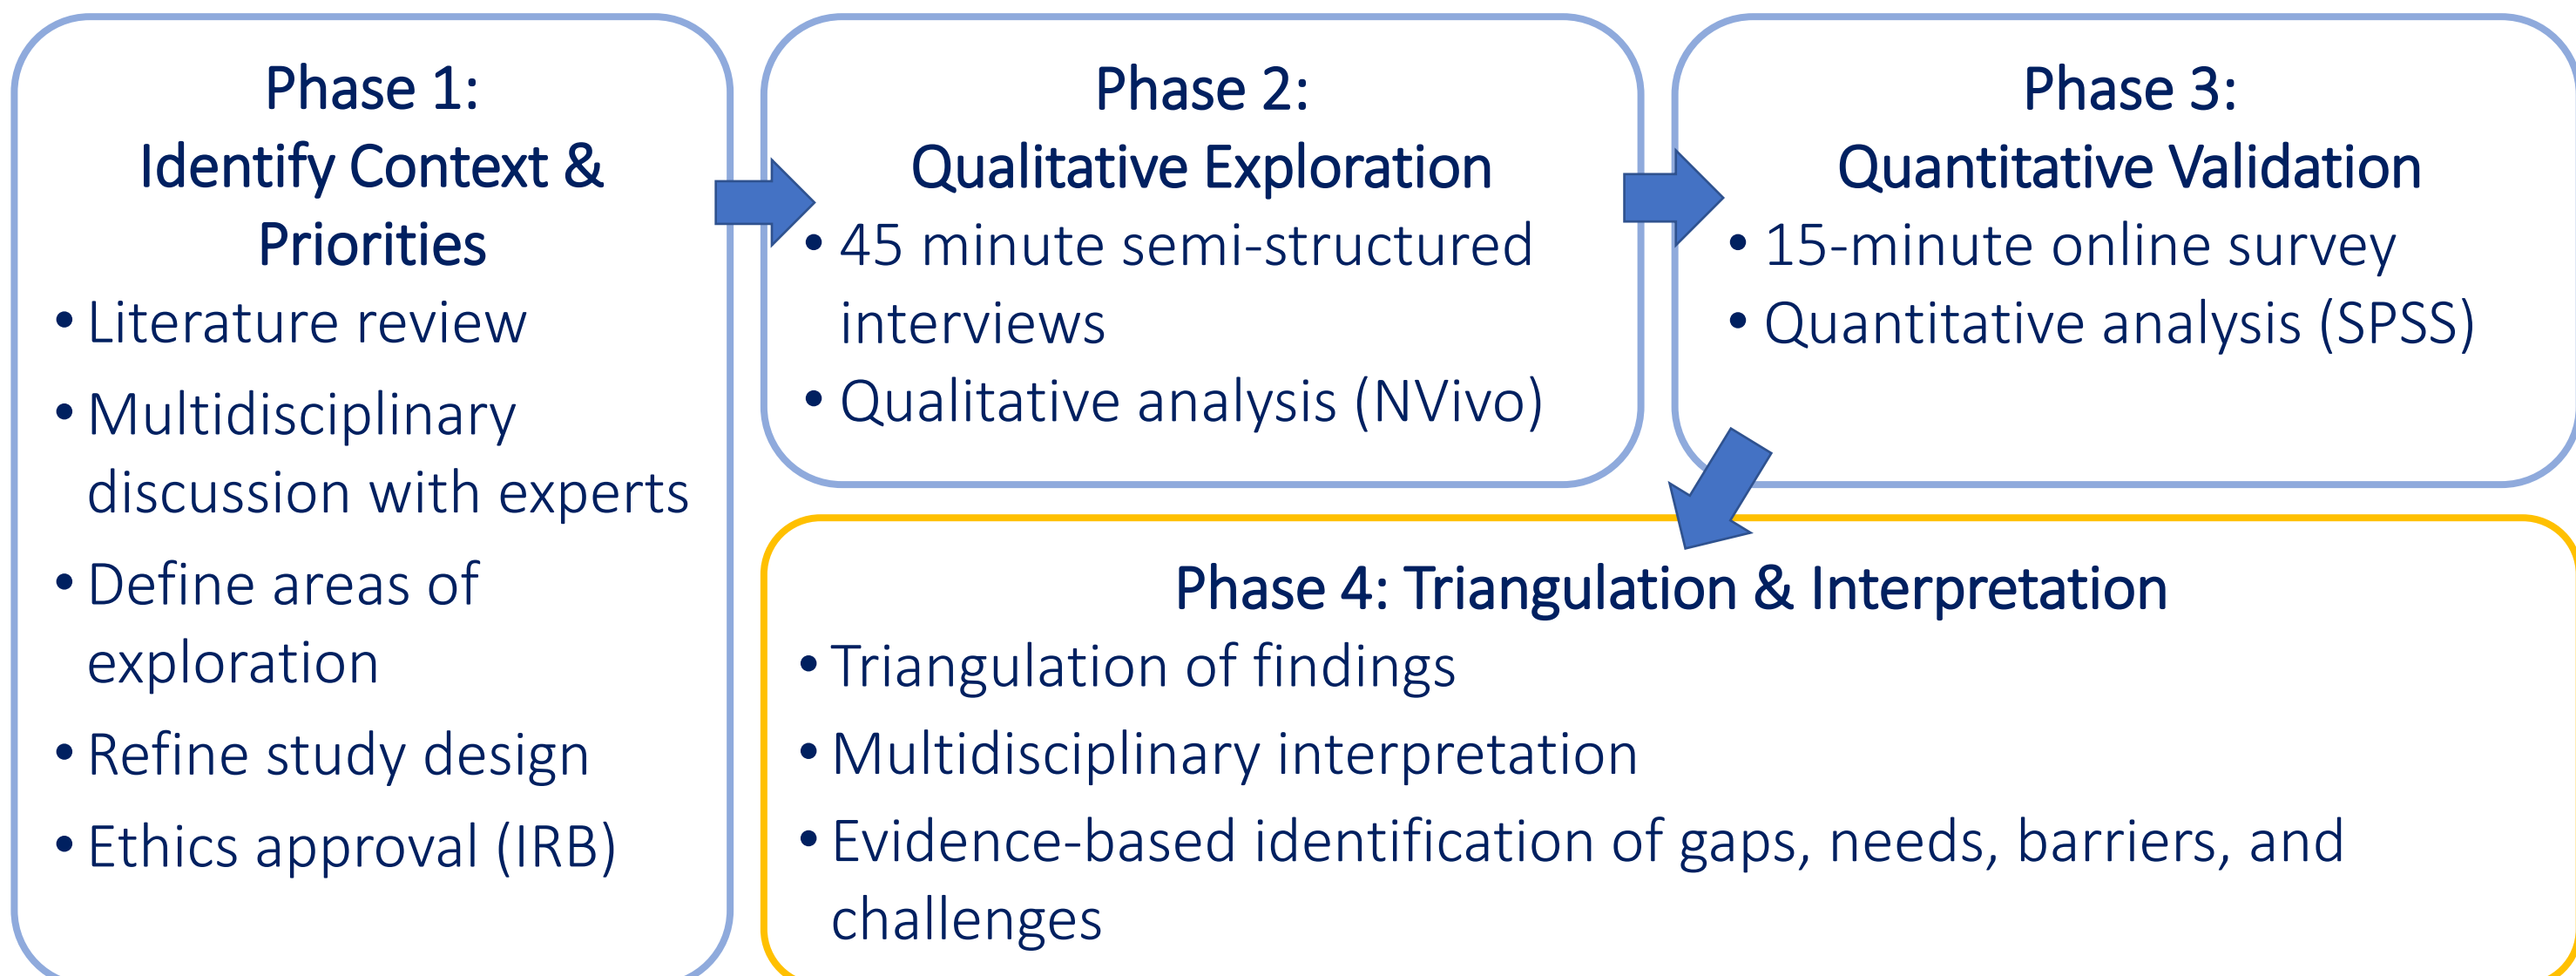 Phase 1:
Identify Context &
Priorities
• Literature review
• Multidisciplinary
discussion with experts
• Define areas of
exploration
• Refine study design
• Ethics approval (IRB)
Phase 2:
Qualitative Exploration
• 45 minute semi-structured
interviews
• Qualitative analysis (NVivo)
Phase 3:
Quantitative Validation
• 15-minute online survey
• Quantitative analysis (SPSS)
Phase 4: Triangulation & Interpretation
• Triangulation of findings
• Multidisciplinary interpretation
• Evidence-based identification of gaps, needs, barriers, and
challenges